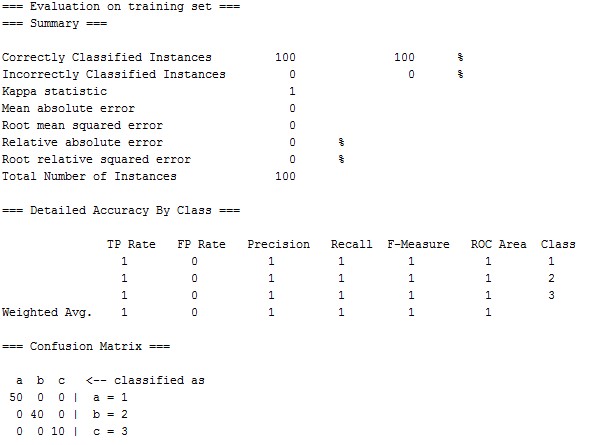 === Evaluation on training set ===
=== Summary ===
Correctly Classified Instances 100 100 %
Incorrectly Classified Instances 0 0 %
Kappa statistic 1
Mean absolute error 0
Root mean squared error 0
Relative absolute error 0 %
Root relative squared error 0 %
Total Number of Instances 100
=== Detailed Accuracy By Class ===
TP Rate FP Rate Precision Recall F-Measure ROC Area Class
1 0 1 1 1 1 1
1 0 1 1 1 1 2
1 0 1 1 1 1 3
Weighted Avg. 1 0 1 1 1 1
=== Confusion Matrix ===
a b c <-- classified as
50 0 0 | a = 1
0 40 0 | b = 2
0 0 10 | c = 3